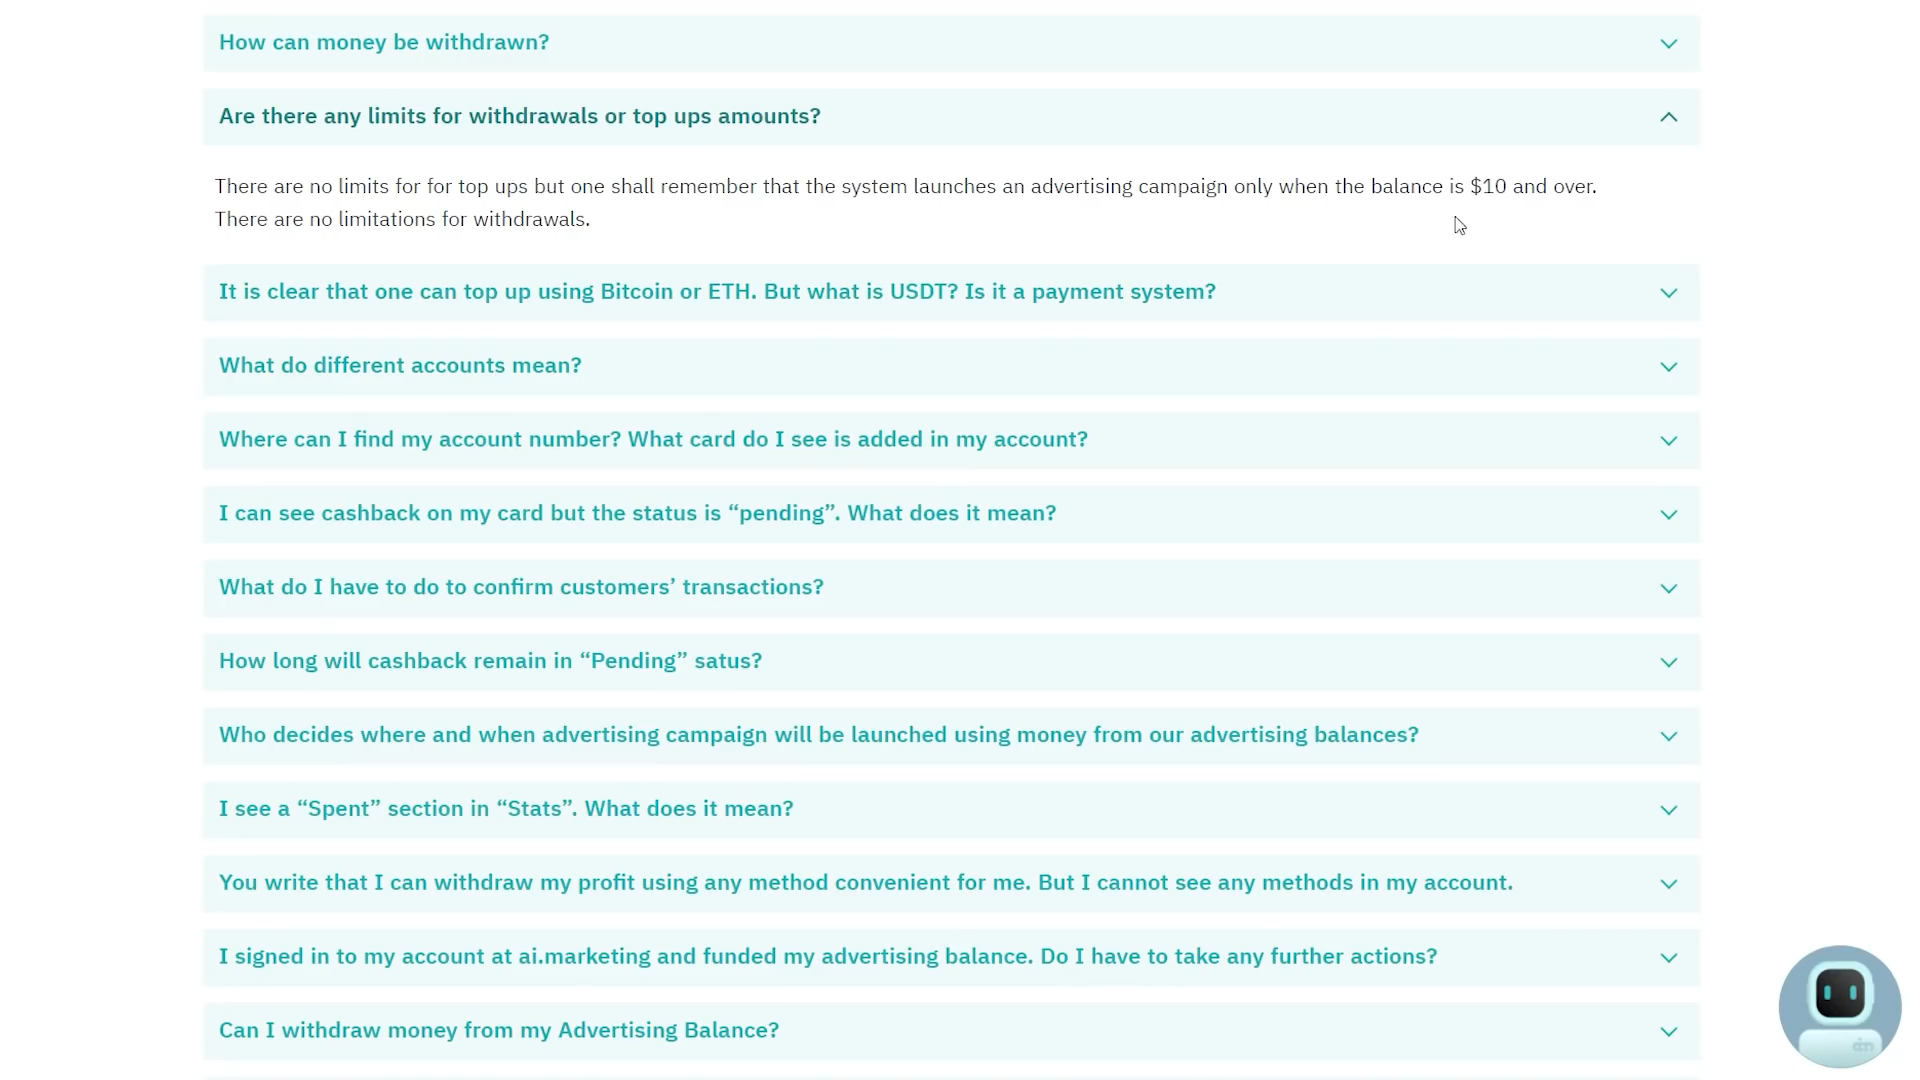 How can money be withdrawn?
Are there any limits for withdrawals or top ups amounts?
There are no limits for for top ups but one shall remember that the system launches an advertising campaign only when the balance is $10 and over.
There are no limitations for withdrawals.
It is clear that one can top up using Bitcoin or ETH. But what is USDT? Is it a payment system?
What do different accounts mean?
Where can I find my account number? What card do I see is added in my account?
I can see cashback on my card but the status is “pending”. What does it mean?
What do I have to do to confirm customers’ transactions?
How long will cashback remain in “Pending” satus?
Who decides where and when advertising campaign will be launched using money from our advertising balances?
I see a “Spent” section in “Stats”. What does it mean?
You write that I can withdraw my profit using any method convenient for me. But I cannot see any methods in my account.
I signed in to my account at ai.marketing and funded my advertising balance. Do I have to take any further actions?
Can I withdraw money from my Advertising Balance?